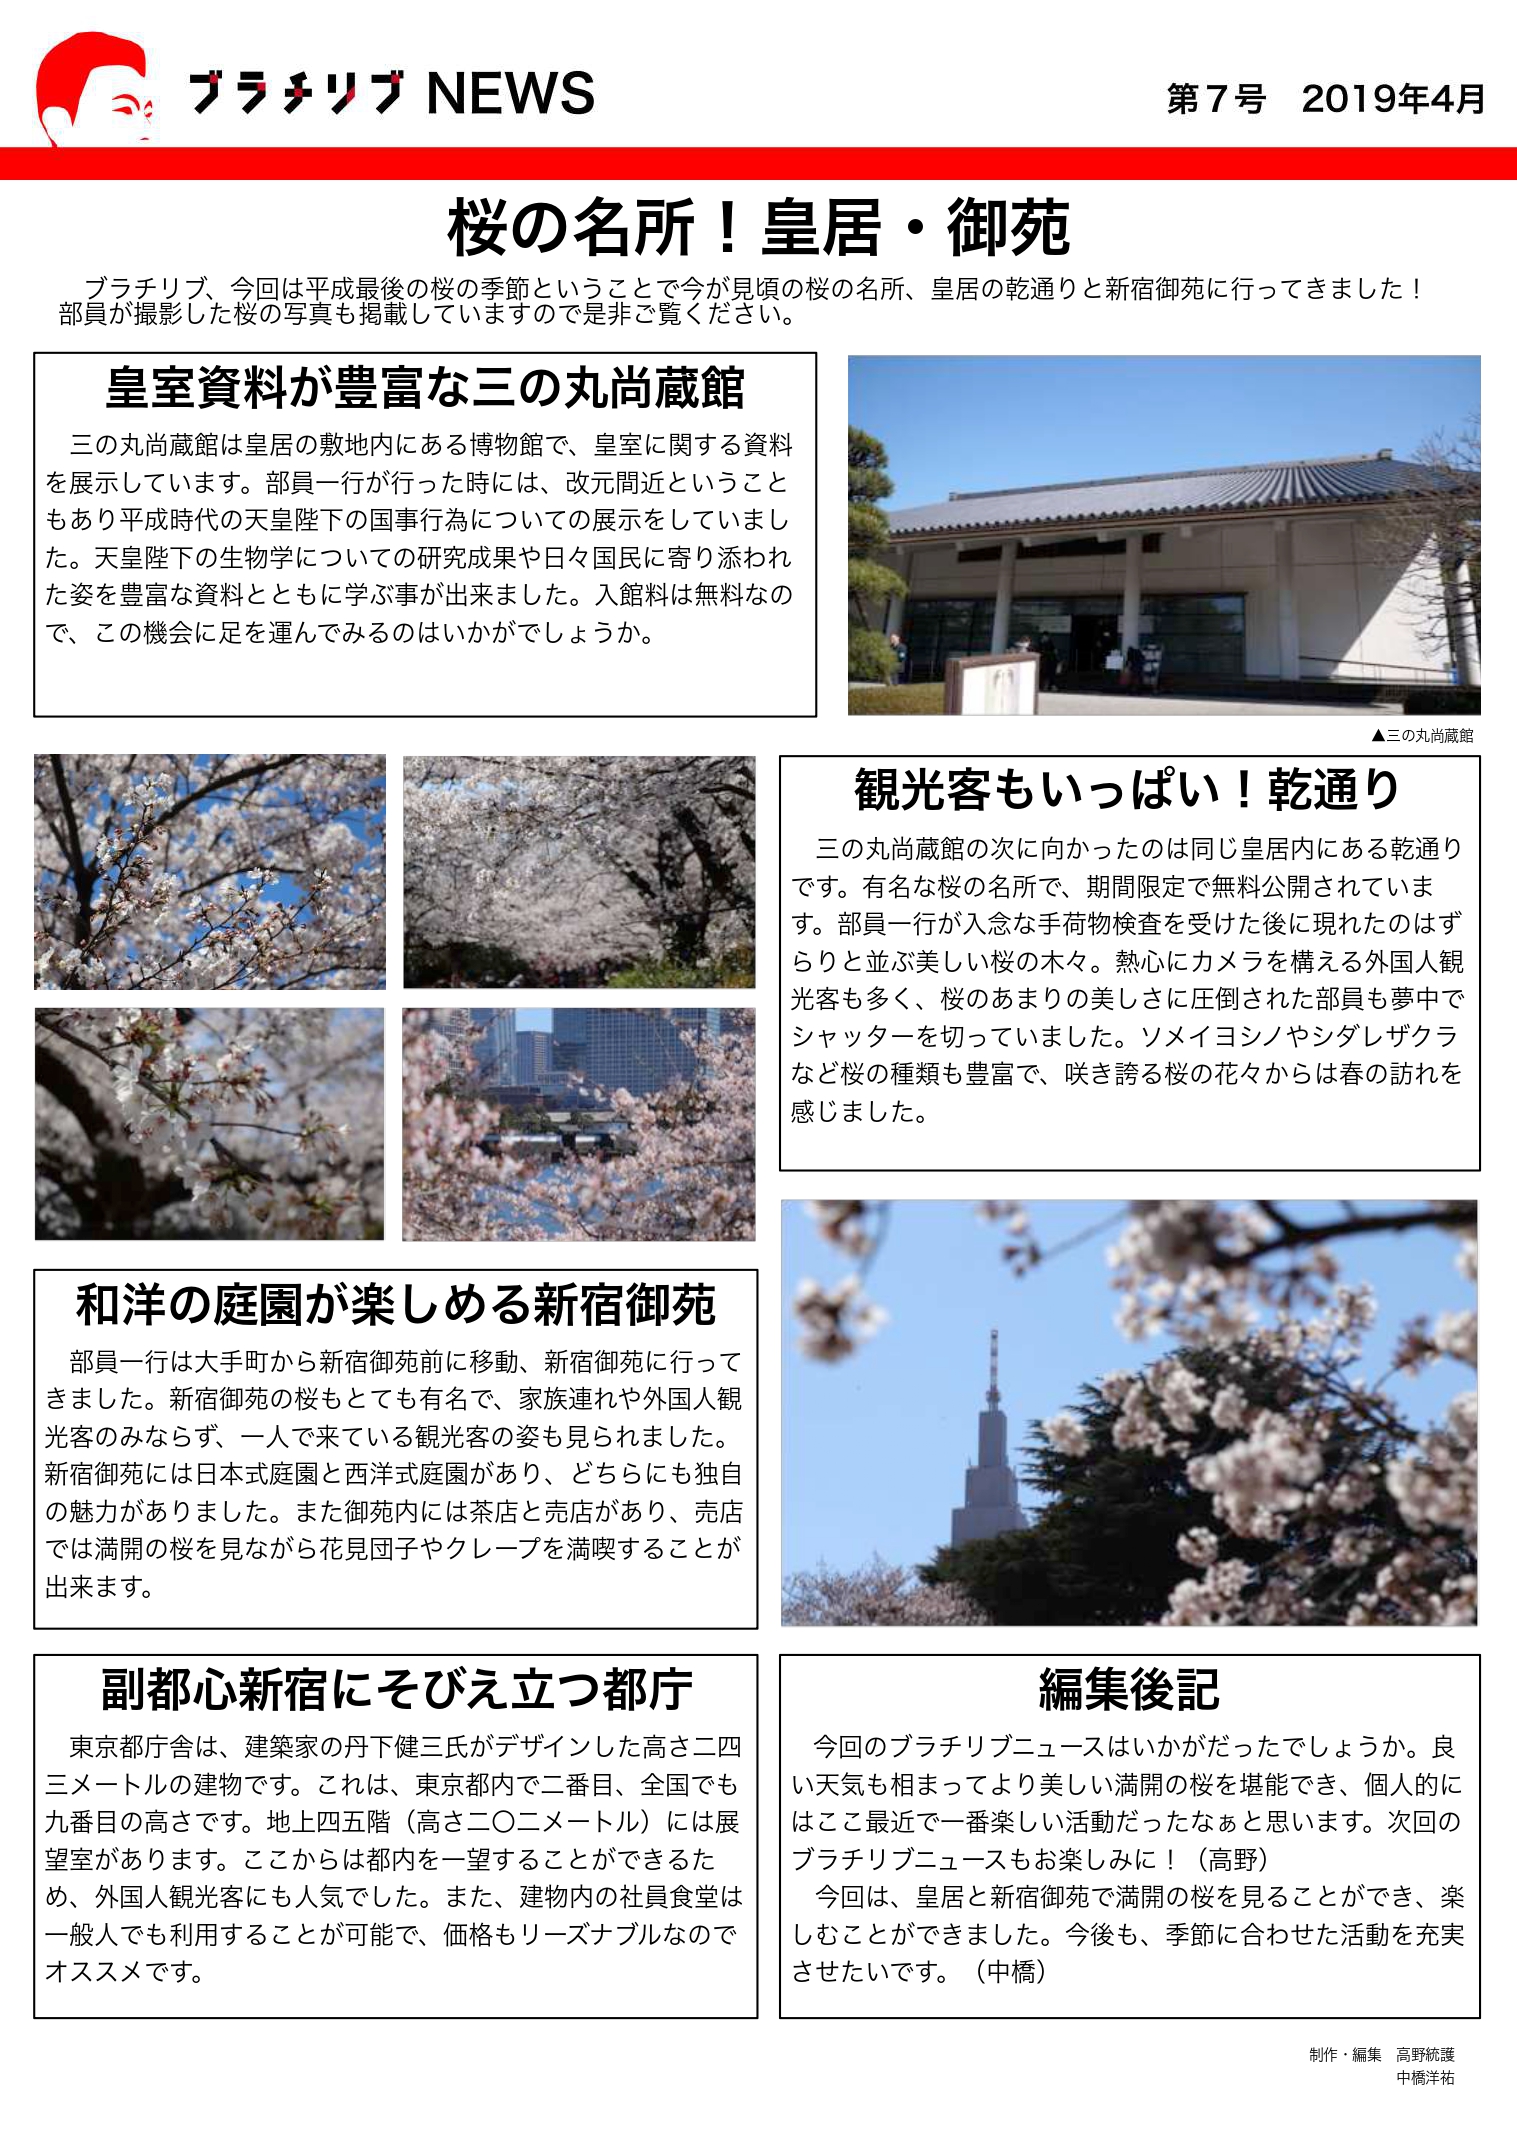 ブラチリブ NEWS
第７号　2019年4月
桜の名所！皇居・御苑
　ブラチリブ、今回は平成最後の桜の季節ということで今が見頃の桜の名所、皇居の乾通りと新宿御苑に行ってきました！
部員が撮影した桜の写真も掲載していますので是非ご覧ください。
皇室資料が豊富な三の丸尚蔵館
　三の丸尚蔵館は皇居の敷地内にある博物館で、皇室に関する資料
を展示しています。部員一行が行った時には、改元間近ということ
もあり平成時代の天皇陛下の国事行為についての展示をしていまし
た。天皇陛下の生物学についての研究成果や日々国民に寄り添われ
た姿を豊富な資料とともに学ぶ事が出来ました。入館料は無料なの
で、この機会に足を運んでみるのはいかがでしょうか。
▲三の丸尚蔵館
観光客もいっぱい！乾通り
　三の丸尚蔵館の次に向かったのは同じ皇居内にある乾通り
です。有名な桜の名所で、期間限定で無料公開されていま
す。部員一行が入念な手荷物検査を受けた後に現れたのはず
らりと並ぶ美しい桜の木々。熱心にカメラを構える外国人観
光客も多く、桜のあまりの美しさに圧倒された部員も夢中で
シャッターを切っていました。ソメイヨシノやシダレザクラ
など桜の種類も豊富で、咲き誇る桜の花々からは春の訪れを
感じました。
和洋の庭園が楽しめる新宿御苑
　部員一行は大手町から新宿御苑前に移動、新宿御苑に行って
きました。新宿御苑の桜もとても有名で、家族連れや外国人観
光客のみならず、一人で来ている観光客の姿も見られました。
新宿御苑には日本式庭園と西洋式庭園があり、どちらにも独自
の魅力がありました。また御苑内には茶店と売店があり、売店
では満開の桜を見ながら花見団子やクレープを満喫することが
出来ます。
副都心新宿にそびえ立つ都庁
　東京都庁舎は、建築家の丹下健三氏がデザインした高さ二四
三メートルの建物です。これは、東京都内で二番目、全国でも
九番目の高さです。地上四五階（高さ二〇二メートル）には展
望室があります。ここからは都内を一望することができるた
め、外国人観光客にも人気でした。また、建物内の社員食堂は
一般人でも利用することが可能で、価格もリーズナブルなので
オススメです。
編集後記
　今回のブラチリブニュースはいかがだったでしょうか。良
い天気も相まってより美しい満開の桜を堪能でき、個人的に
はここ最近で一番楽しい活動だったなぁと思います。次回の
ブラチリブニュースもお楽しみに！（高野）
　今回は、皇居と新宿御苑で満開の桜を見ることができ、楽
しむことができました。今後も、季節に合わせた活動を充実
させたいです。（中橋）
制作・編集　高野統護
中橋洋祐